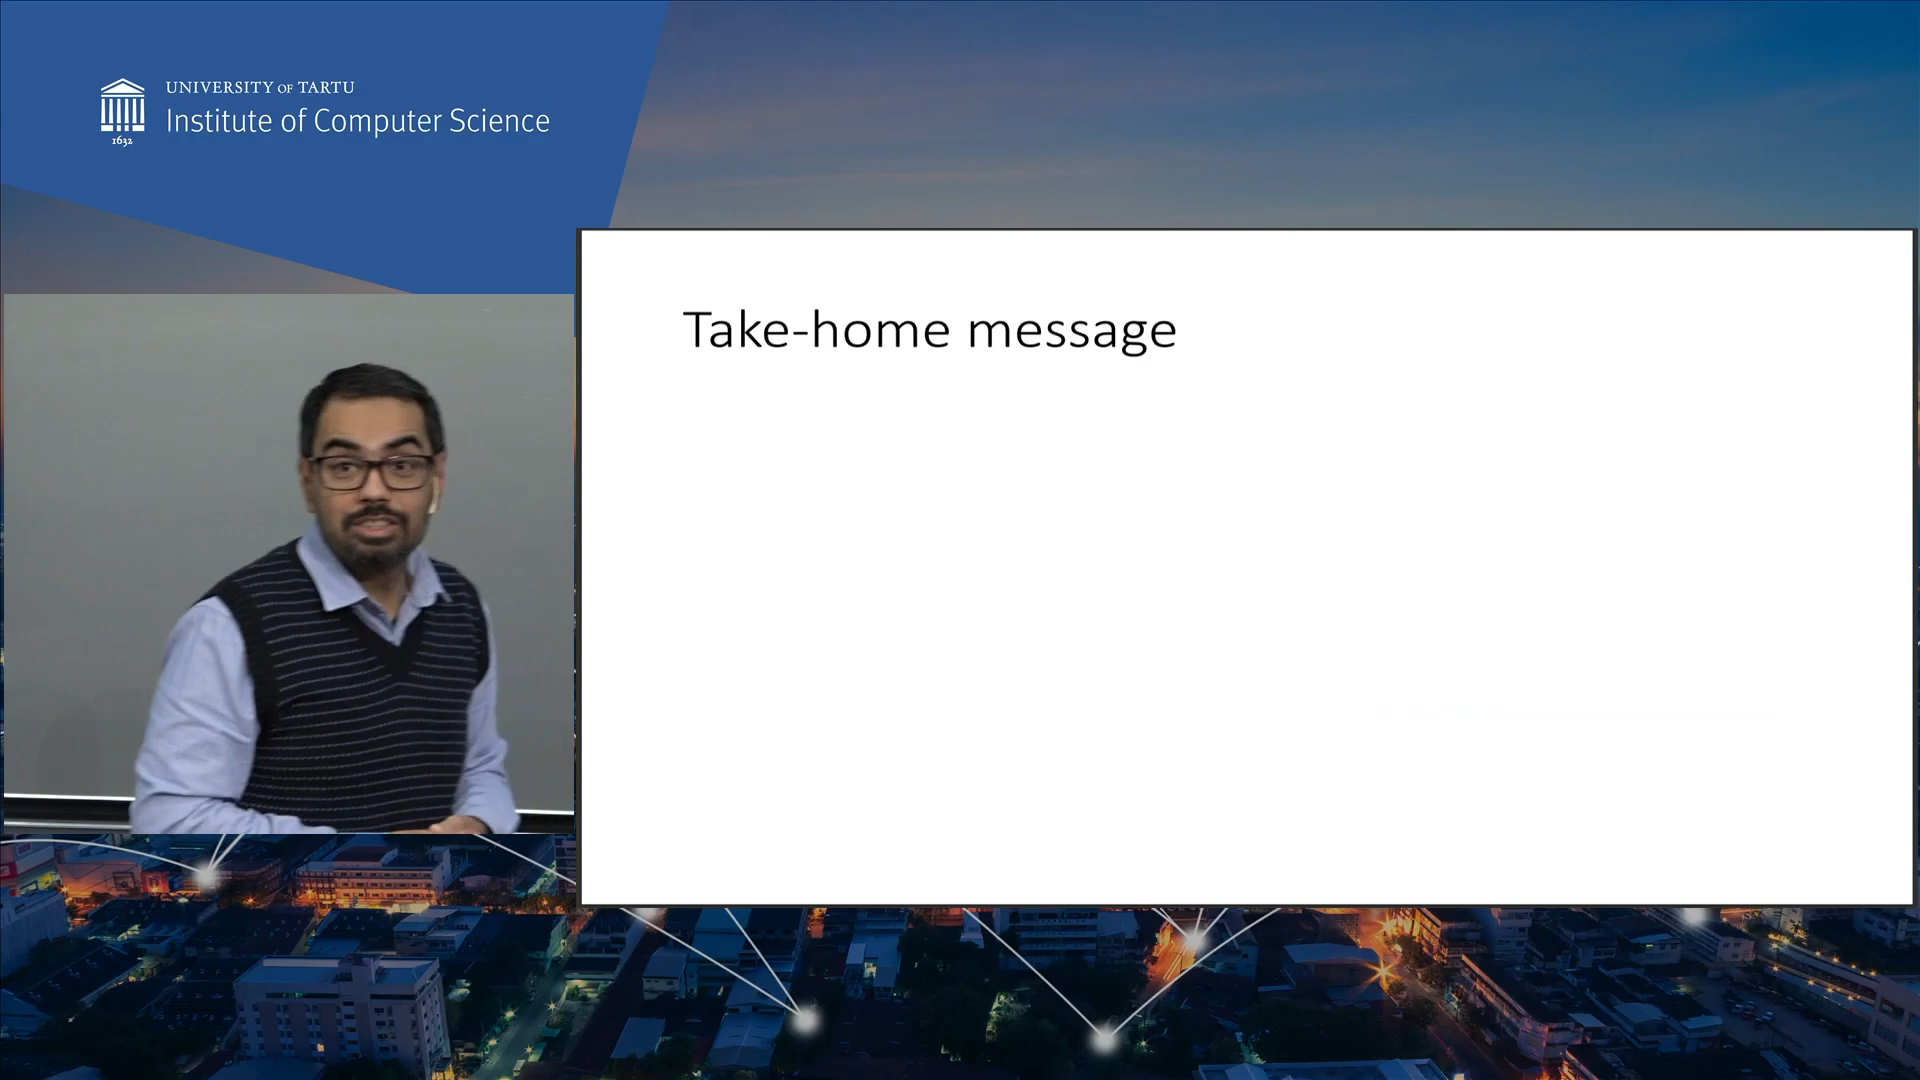 UNIVERSITY OF TARTU
Institute of Computer Science
1632
Take-home message